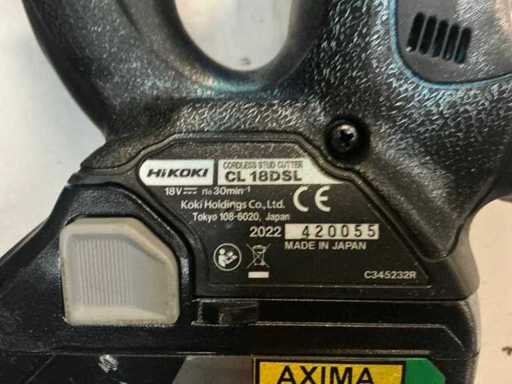 HiKOKI
CORDLESS STUD CUTTER
CL 18DSL
18V⎓ n₀ 30min⁻¹
Koki Holdings Co., Ltd.
Tokyo 108-6020, Japan
CE
2022 420055
MADE IN JAPAN
C345232R
AXIMA